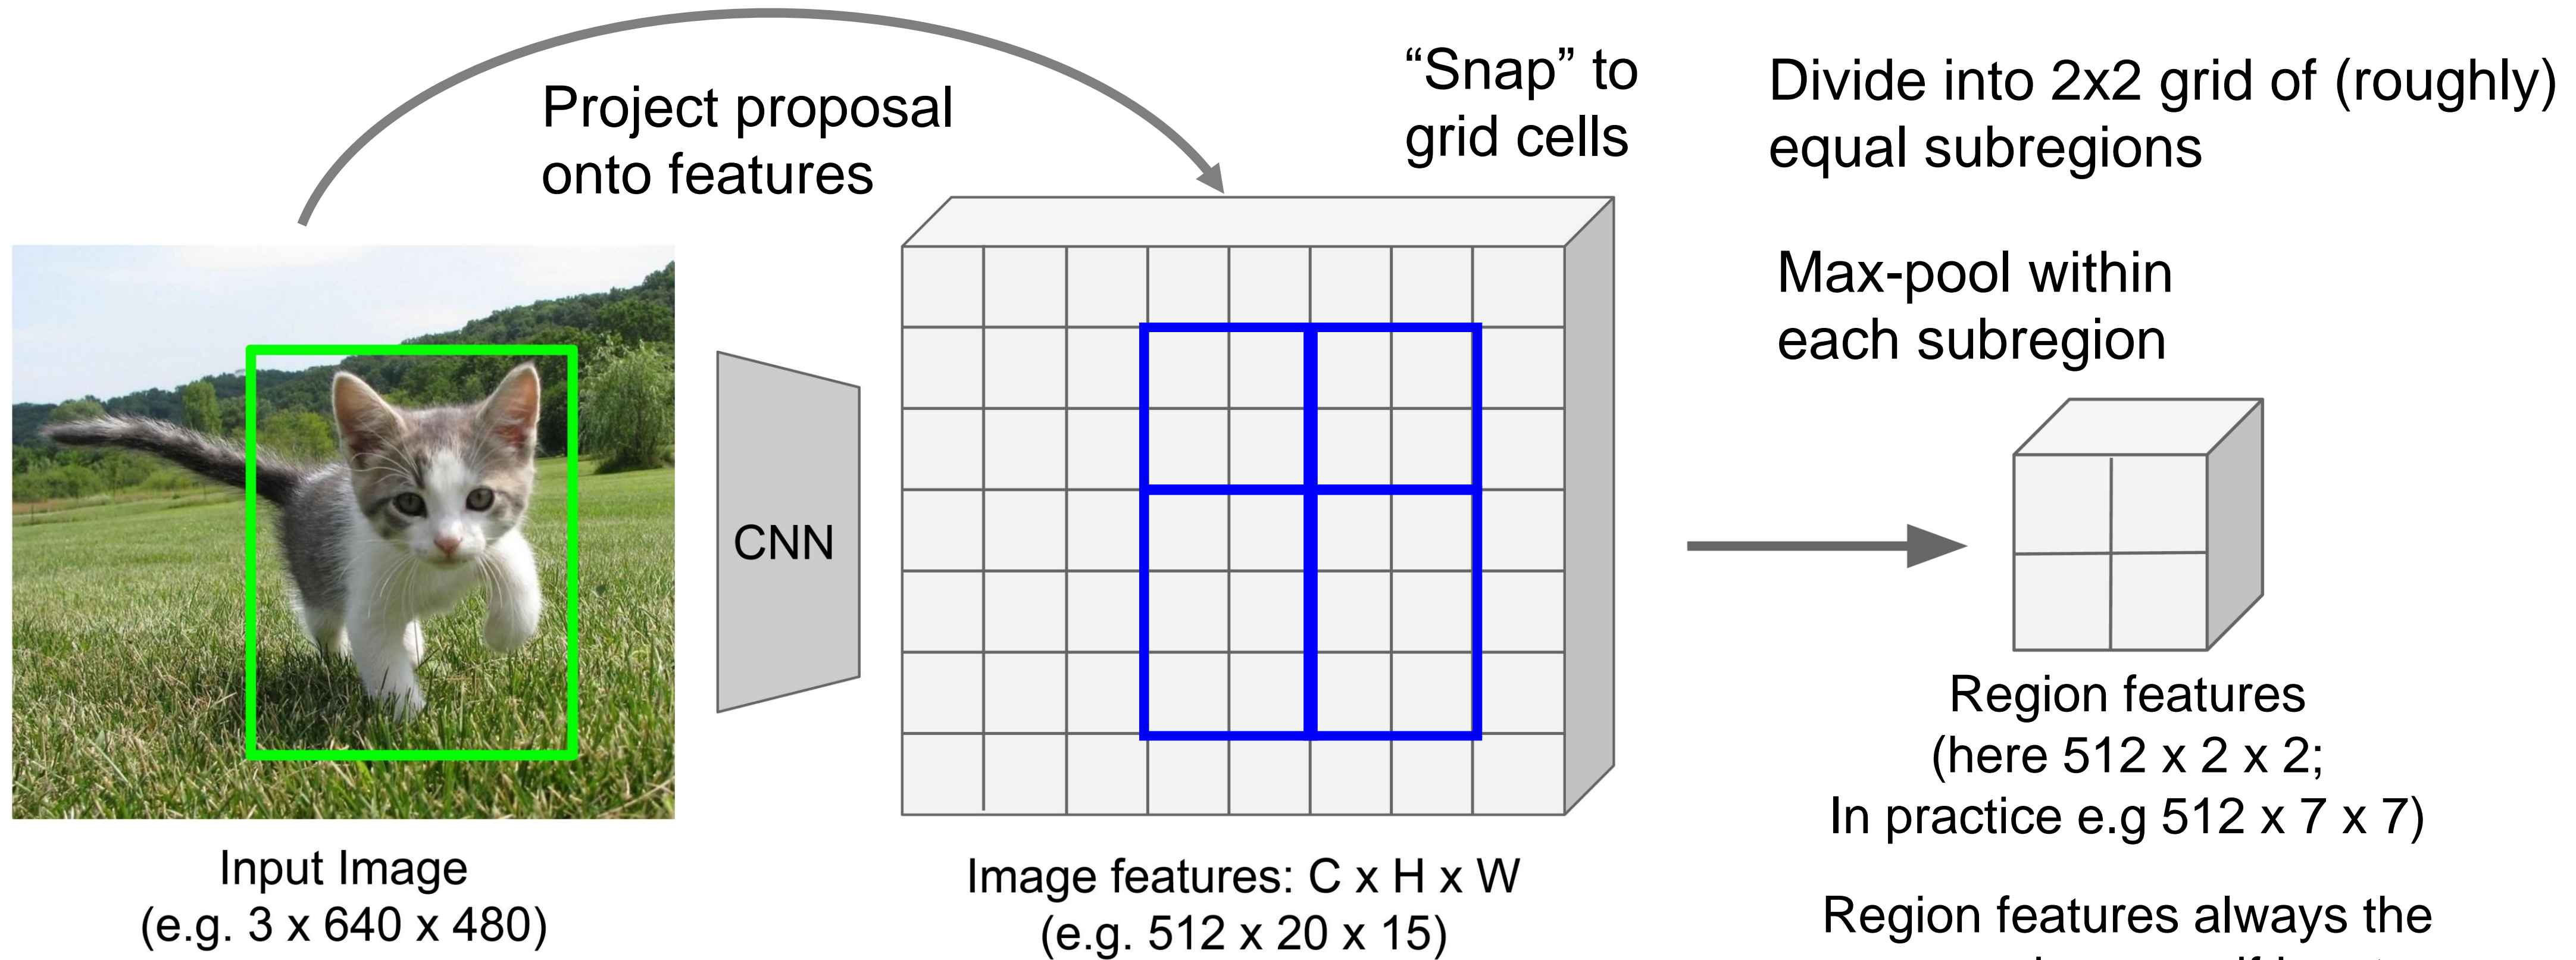 Project proposal
onto features
“Snap” to
grid cells
Divide into 2x2 grid of (roughly)
equal subregions
Max-pool within
each subregion
CNN
Region features
(here 512 x 2 x 2;
In practice e.g 512 x 7 x 7)
Input Image
(e.g. 3 x 640 x 480)
Image features: C x H x W
(e.g. 512 x 20 x 15)
Region features always the